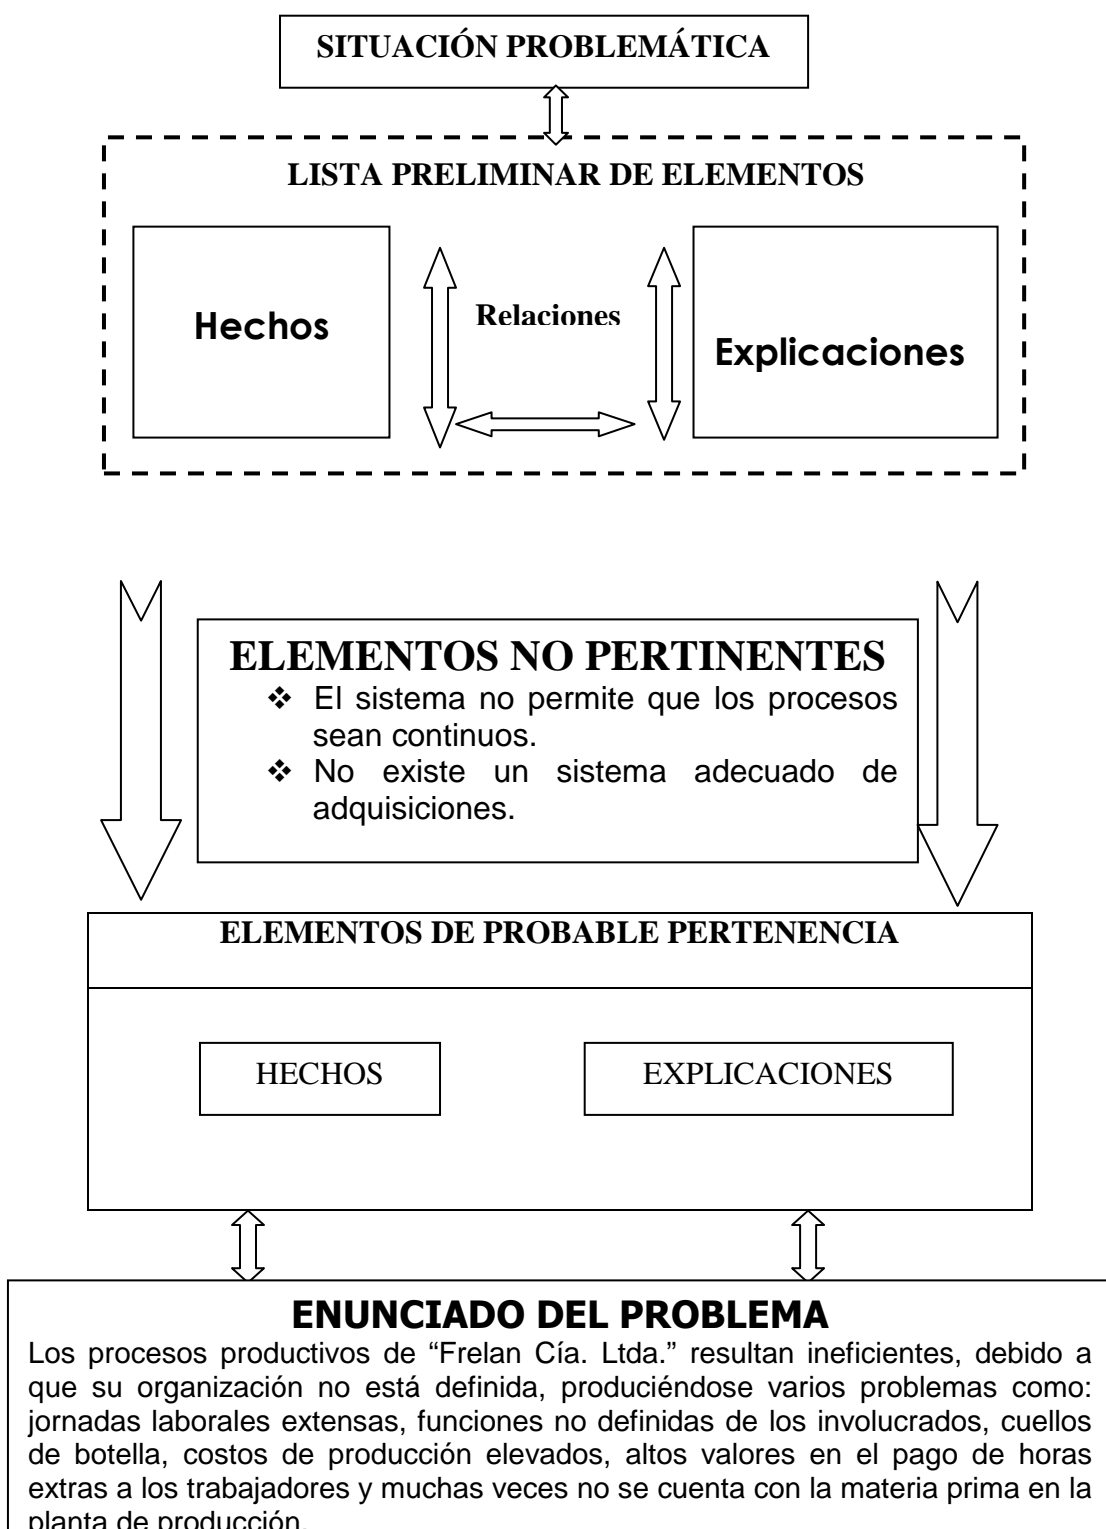 SITUACIÓN PROBLEMÁTICA
LISTA PRELIMINAR DE ELEMENTOS
Hechos
Relaciones
Explicaciones
ELEMENTOS NO PERTINENTES
❖ El sistema no permite que los procesos
sean continuos.
❖ No existe un sistema adecuado de
adquisiciones.
ELEMENTOS DE PROBABLE PERTENENCIA
HECHOS
EXPLICACIONES
ENUNCIADO DEL PROBLEMA
Los procesos productivos de “Frelan Cía. Ltda.” resultan ineficientes, debido a
que su organización no está definida, produciéndose varios problemas como:
jornadas laborales extensas, funciones no definidas de los involucrados, cuellos
de botella, costos de producción elevados, altos valores en el pago de horas
extras a los trabajadores y muchas veces no se cuenta con la materia prima en la
planta de producción.